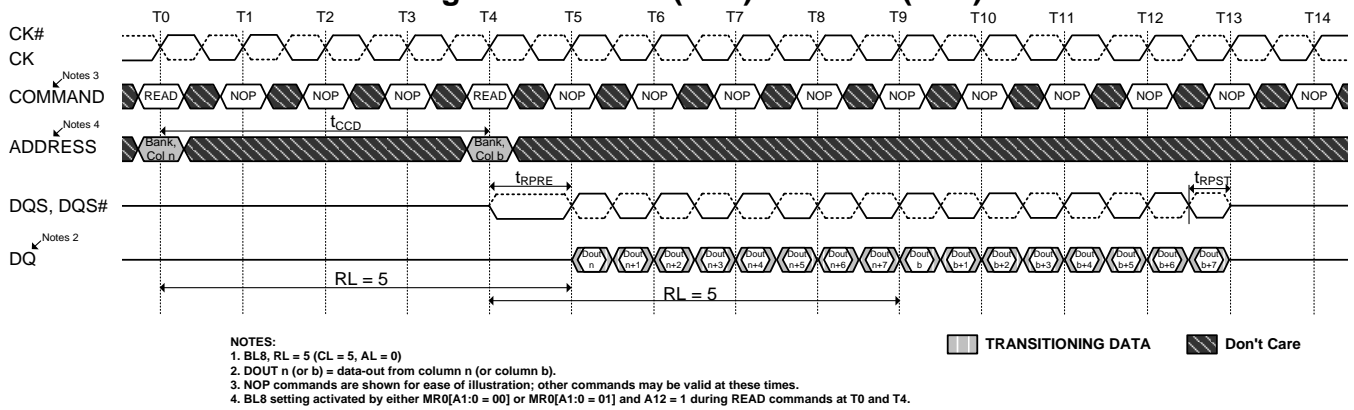 T0 T1 T2 T3 T4 T5 T6 T7 T8 T9 T10 T11 T12 T13 T14
CK#
CK
Notes 3
COMMAND READ NOP NOP NOP READ NOP NOP NOP NOP NOP NOP NOP NOP NOP NOP
Notes 4
tCCD
ADDRESS Bank, Col n Bank, Col b
tRPRE tRPST
DQS, DQS#
Notes 2
DQ Dout n Dout n+1 Dout n+2 Dout n+3 Dout n+4 Dout n+5 Dout n+6 Dout n+7 Dout b Dout b+1 Dout b+2 Dout b+3 Dout b+4 Dout b+5 Dout b+6 Dout b+7
RL = 5 RL = 5
TRANSITIONING DATA Don't Care
NOTES:
1. BL8, RL = 5 (CL = 5, AL = 0)
2. DOUT n (or b) = data-out from column n (or column b).
3. NOP commands are shown for ease of illustration; other commands may be valid at these times.
4. BL8 setting activated by either MR0[A1:0 = 00] or MR0[A1:0 = 01] and A12 = 1 during READ commands at T0 and T4.